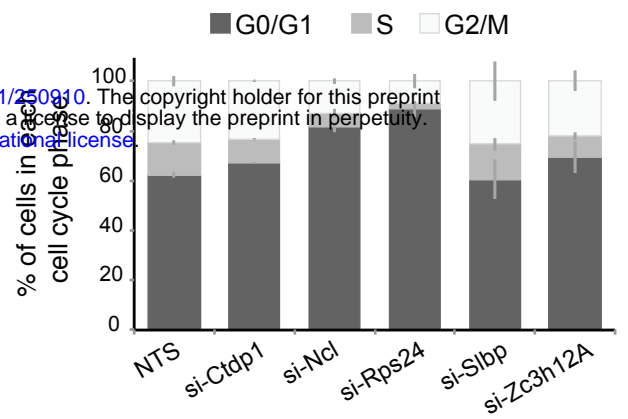 G0/G1 S G2/M
% of cells in each
cell cycle phase
1/250910. The copyright holder for this preprint
a license to display the preprint in perpetuity.
ational license.
100
80
60
40
20
0
NTS
si-Ctdp1
si-Ncl
si-Rps24
si-Slbp
si-Zc3h12A